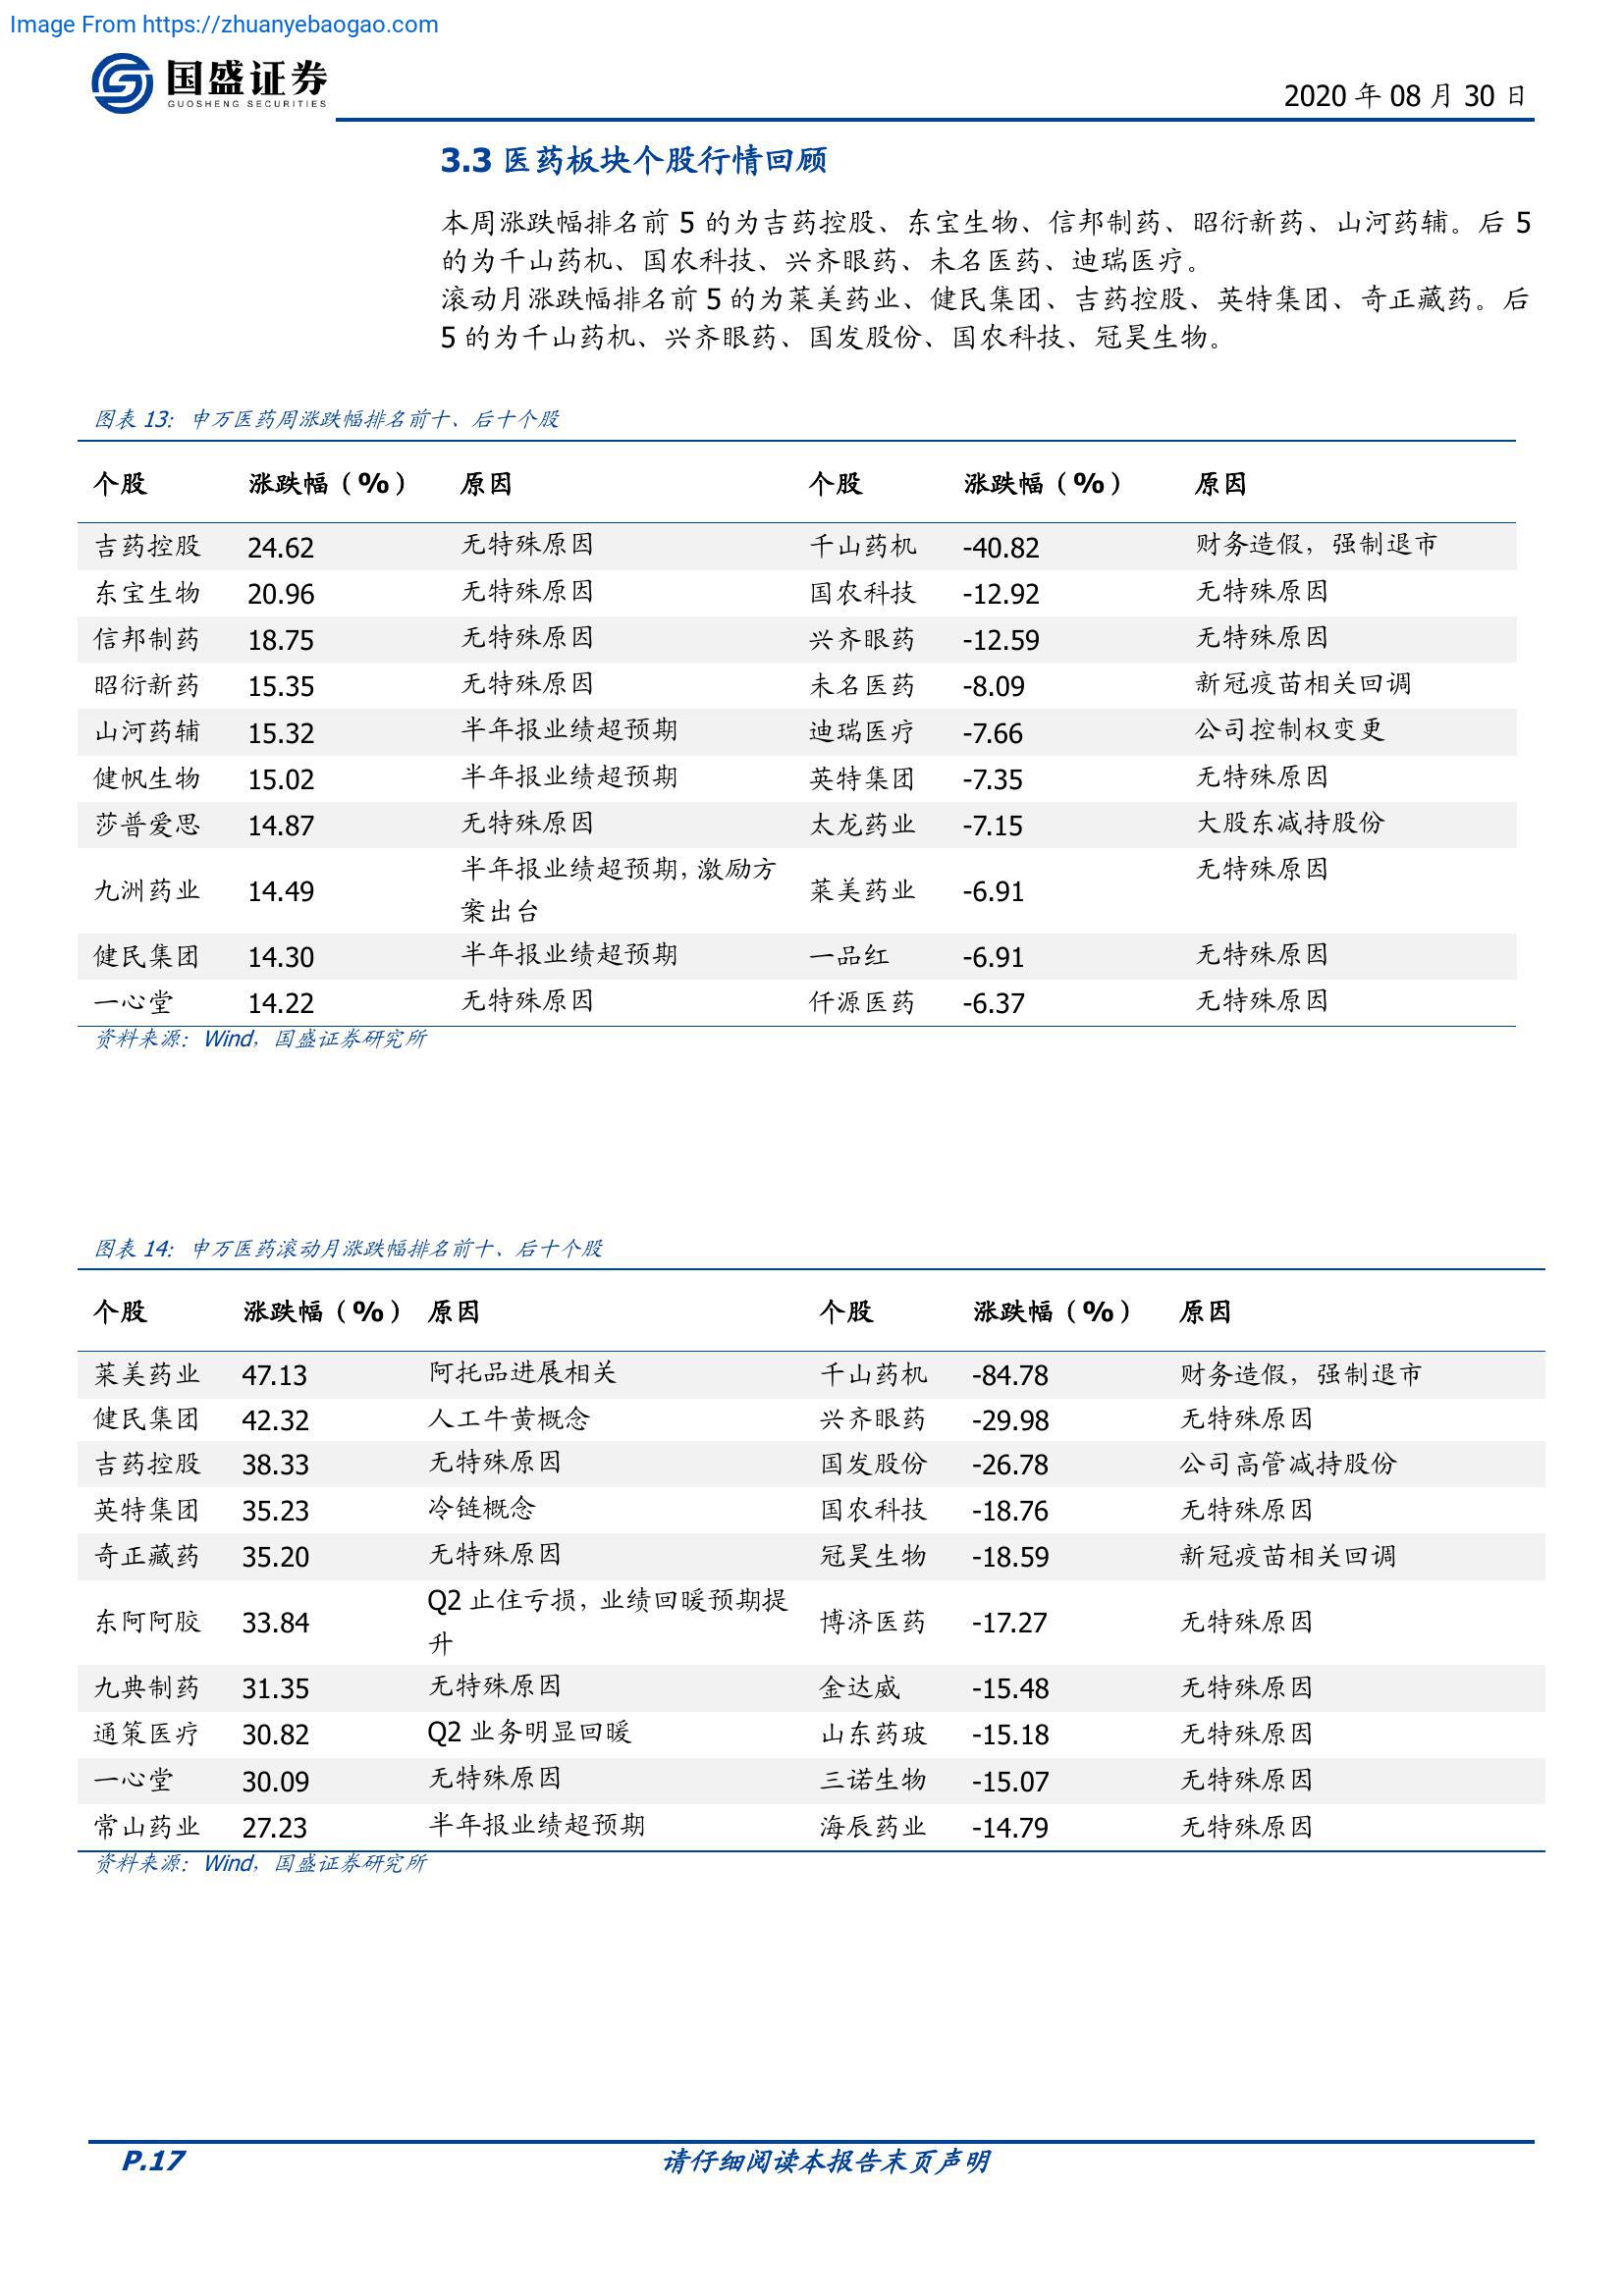 Image From https://zhuanyebaogao.com
国盛证券
GUOSHENG SECURITIES
2020 年 08 月 30 日
3.3 医药板块个股行情回顾
本周涨跌幅排名前 5 的为吉药控股、东宝生物、信邦制药、昭衍新药、山河药辅。后 5
的为千山药机、国农科技、兴齐眼药、未名医药、迪瑞医疗。
滚动月涨跌幅排名前 5 的为莱美药业、健民集团、吉药控股、英特集团、奇正藏药。后
5 的为千山药机、兴齐眼药、国发股份、国农科技、冠昊生物。
图表 13: 申万医药周涨跌幅排名前十、后十个股
个股 涨跌幅（%） 原因 个股 涨跌幅（%） 原因
吉药控股 24.62 无特殊原因 千山药机 -40.82 财务造假，强制退市
东宝生物 20.96 无特殊原因 国农科技 -12.92 无特殊原因
信邦制药 18.75 无特殊原因 兴齐眼药 -12.59 无特殊原因
昭衍新药 15.35 无特殊原因 未名医药 -8.09 新冠疫苗相关回调
山河药辅 15.32 半年报业绩超预期 迪瑞医疗 -7.66 公司控制权变更
健帆生物 15.02 半年报业绩超预期 英特集团 -7.35 无特殊原因
莎普爱思 14.87 无特殊原因 太龙药业 -7.15 大股东减持股份
九洲药业 14.49 半年报业绩超预期，激励方 莱美药业 -6.91 无特殊原因
案出台
健民集团 14.30 半年报业绩超预期 一品红 -6.91 无特殊原因
一心堂 14.22 无特殊原因 仟源医药 -6.37 无特殊原因
资料来源：Wind，国盛证券研究所
图表 14: 申万医药滚动月涨跌幅排名前十、后十个股
个股 涨跌幅（%） 原因 个股 涨跌幅（%） 原因
莱美药业 47.13 阿托品进展相关 千山药机 -84.78 财务造假，强制退市
健民集团 42.32 人工牛黄概念 兴齐眼药 -29.98 无特殊原因
吉药控股 38.33 无特殊原因 国发股份 -26.78 公司高管减持股份
英特集团 35.23 冷链概念 国农科技 -18.76 无特殊原因
奇正藏药 35.20 无特殊原因 冠昊生物 -18.59 新冠疫苗相关回调
东阿阿胶 33.84 Q2 止住亏损，业绩回暖预期提 博济医药 -17.27 无特殊原因
升
九典制药 31.35 无特殊原因 金达威 -15.48 无特殊原因
通策医疗 30.82 Q2 业务明显回暖 山东药玻 -15.18 无特殊原因
一心堂 30.09 无特殊原因 三诺生物 -15.07 无特殊原因
常山药业 27.23 半年报业绩超预期 海辰药业 -14.79 无特殊原因
资料来源：Wind，国盛证券研究所
P.17
请仔细阅读本报告末页声明